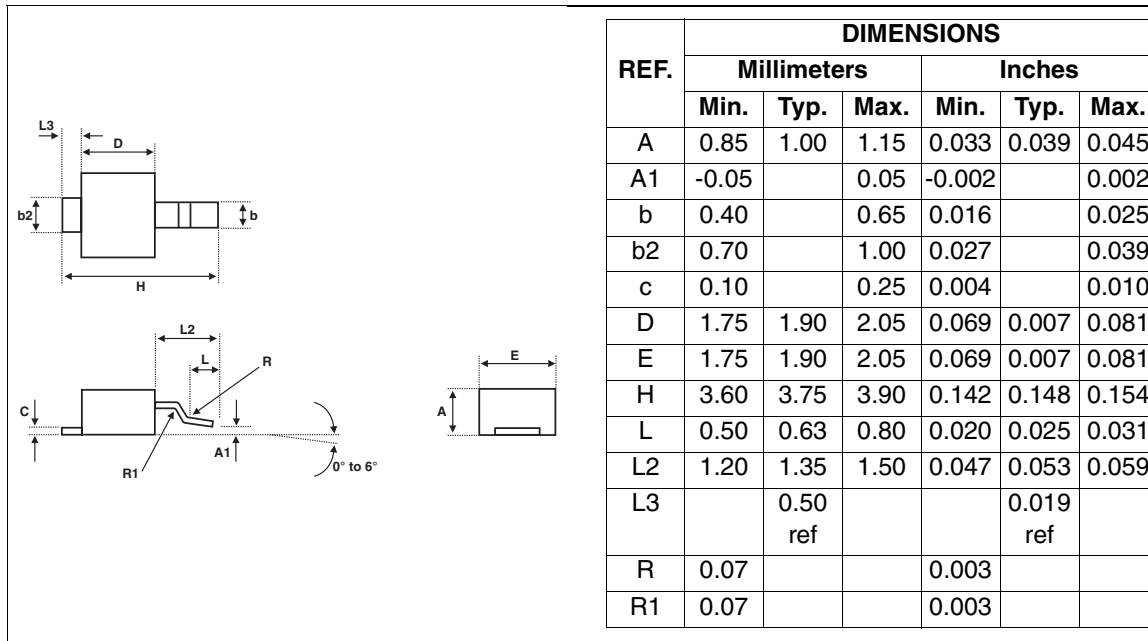 L3
D
b2
b
H
L2
L
R
C
A1
R1
0° to 6°
E
A
REF. DIMENSIONS
Millimeters Inches
Min. Typ. Max. Min. Typ. Max.
A 0.85 1.00 1.15 0.033 0.039 0.045
A1 -0.05 0.05 -0.002 0.002
b 0.40 0.65 0.016 0.025
b2 0.70 1.00 0.027 0.039
c 0.10 0.25 0.004 0.010
D 1.75 1.90 2.05 0.069 0.007 0.081
E 1.75 1.90 2.05 0.069 0.007 0.081
H 3.60 3.75 3.90 0.142 0.148 0.154
L 0.50 0.63 0.80 0.020 0.025 0.031
L2 1.20 1.35 1.50 0.047 0.053 0.059
L3 0.50 0.019
ref ref
R 0.07 0.003
R1 0.07 0.003